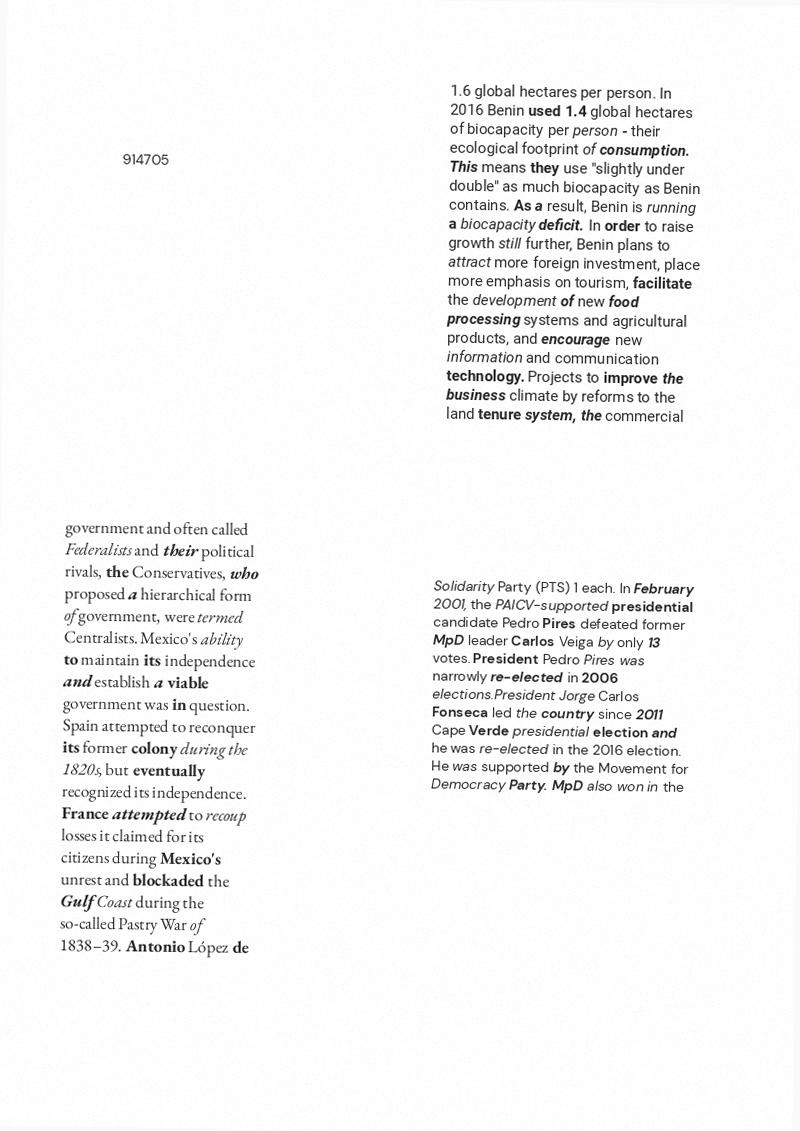 914705
1.6 global hectares per person. In
2016 Benin used 1.4 global hectares
of biocapacity per person - their
ecological footprint of consumption.
This means they use "slightly under
double" as much biocapacity as Benin
contains. As a result, Benin is running
a biocapacity deficit. In order to raise
growth still further, Benin plans to
attract more foreign investment, place
more emphasis on tourism, facilitate
the development of new food
processing systems and agricultural
products, and encourage new
information and communication
technology. Projects to improve the
business climate by reforms to the
land tenure system, the commercial
government and often called
Federalists and their political
rivals, the Conservatives, who
proposed a hierarchical form
of government, were termed
Centralists. Mexico's ability
to maintain its independence
and establish a viable
government was in question.
Spain attempted to reconquer
its former colony during the
1820s, but eventually
recognized its independence.
France attempted to recoup
losses it claimed for its
citizens during Mexico's
unrest and blockaded the
Gulf Coast during the
so-called Pastry War of
1838–39. Antonio López de
Solidarity Party (PTS) 1 each. In February
2001, the PAICV-supported presidential
candidate Pedro Pires defeated former
MpD leader Carlos Veiga by only 13
votes. President Pedro Pires was
narrowly re-elected in 2006
elections.President Jorge Carlos
Fonseca led the country since 2011
Cape Verde presidential election and
he was re-elected in the 2016 election.
He was supported by the Movement for
Democracy Party. MpD also won in the